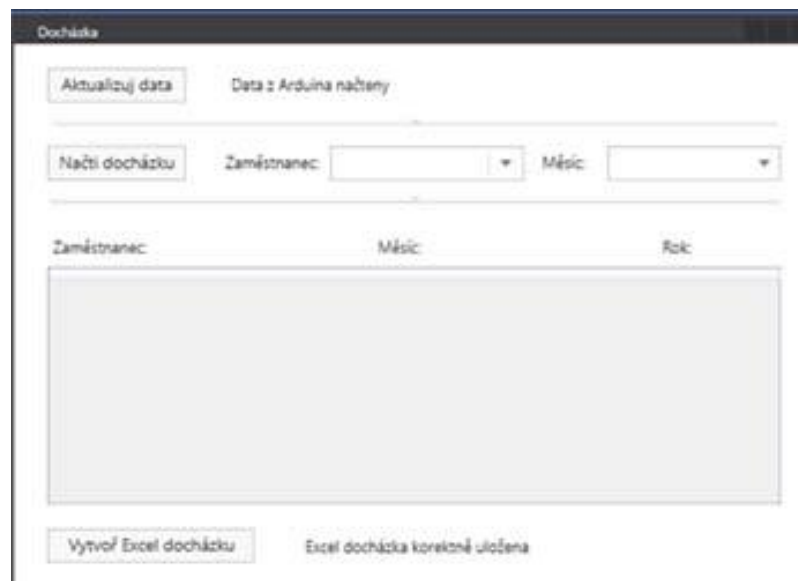 Docházka
Aktualizuj data Data z Arduina načteny
Načti docházku Zaměstnanec: Měsíc:
Zaměstnanec: Měsíc: Rok:
Vytvoř Excel docházku Excel docházka korektně uložena